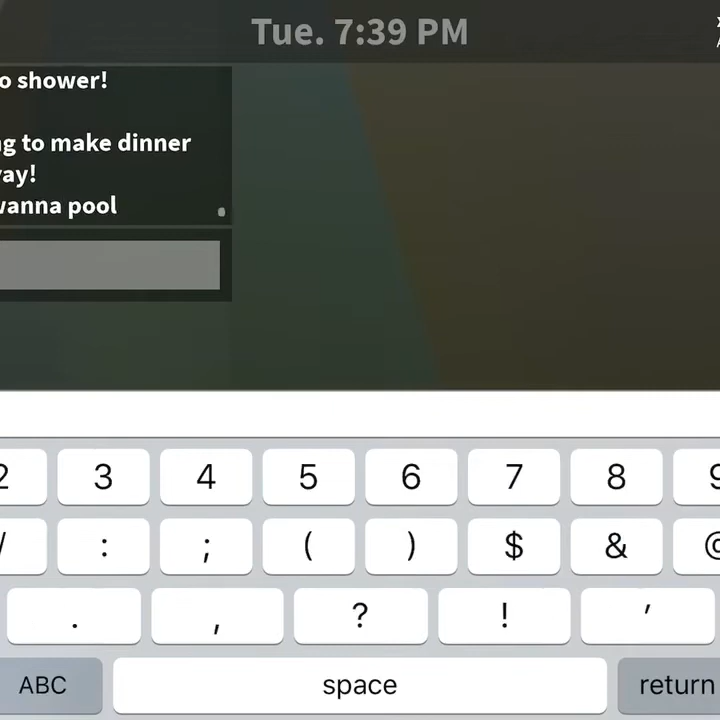 Tue. 7:39 PM
o shower!
g to make dinner
ay!
wanna pool
2 3 4 5 6 7 8 9
/ : ; ( ) $ & @
. , ? ! ′
ABC space return